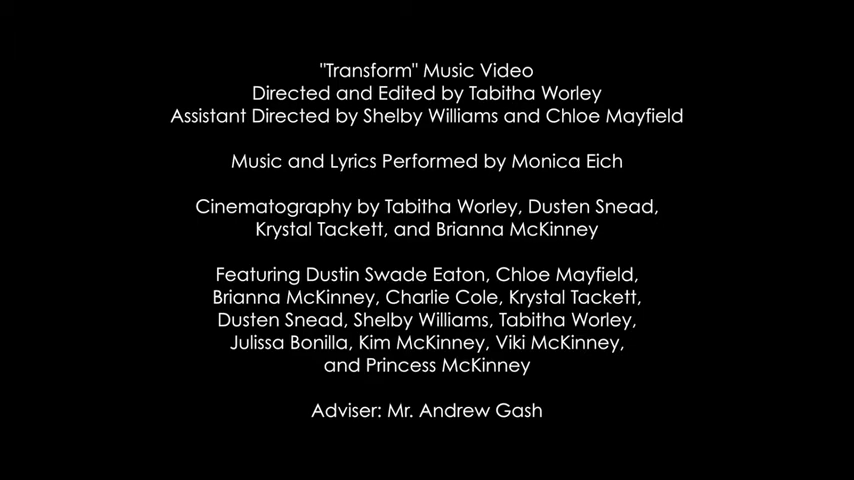 "Transform" Music Video
Directed and Edited by Tabitha Worley
Assistant Directed by Shelby Williams and Chloe Mayfield
Music and Lyrics Performed by Monica Eich
Cinematography by Tabitha Worley, Dusten Snead,
Krystal Tackett, and Brianna McKinney
Featuring Dustin Swade Eaton, Chloe Mayfield,
Brianna McKinney, Charlie Cole, Krystal Tackett,
Dusten Snead, Shelby Williams, Tabitha Worley,
Julissa Bonilla, Kim McKinney, Viki McKinney,
and Princess McKinney
Adviser: Mr. Andrew Gash